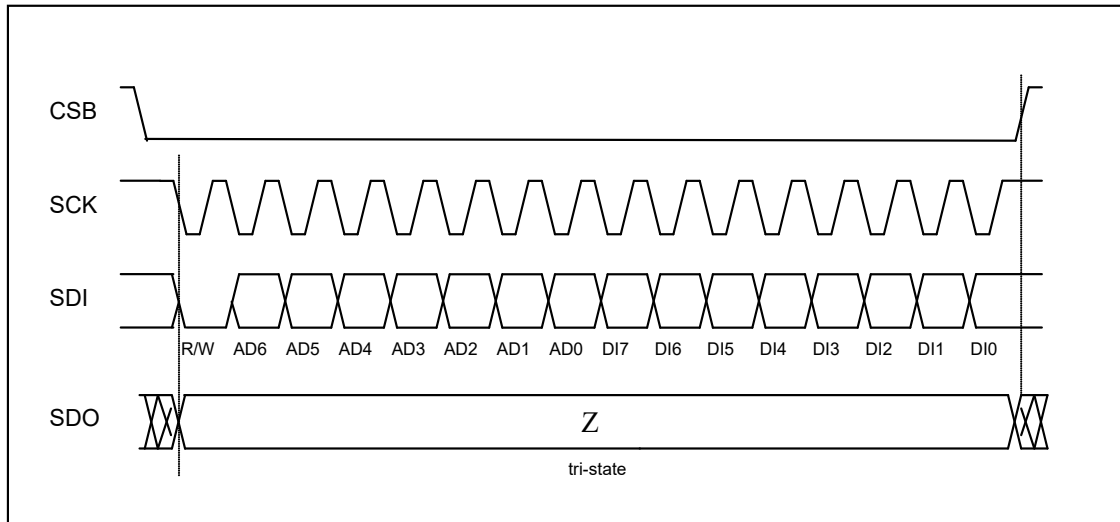 CSB
SCK
SDI
R/W AD6 AD5 AD4 AD3 AD2 AD1 AD0 DI7 DI6 DI5 DI4 DI3 DI2 DI1 DI0
SDO
Z
tri-state